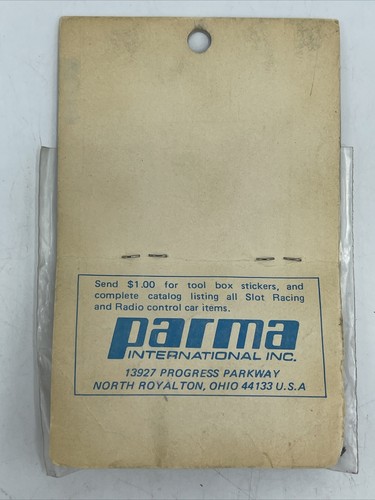 Send $1.00 for tool box stickers, and
complete catalog listing all Slot Racing
and Radio control car items.
parma
INTERNATIONAL INC.
13927 PROGRESS PARKWAY
NORTH ROYALTON, OHIO 44133 U.S.A